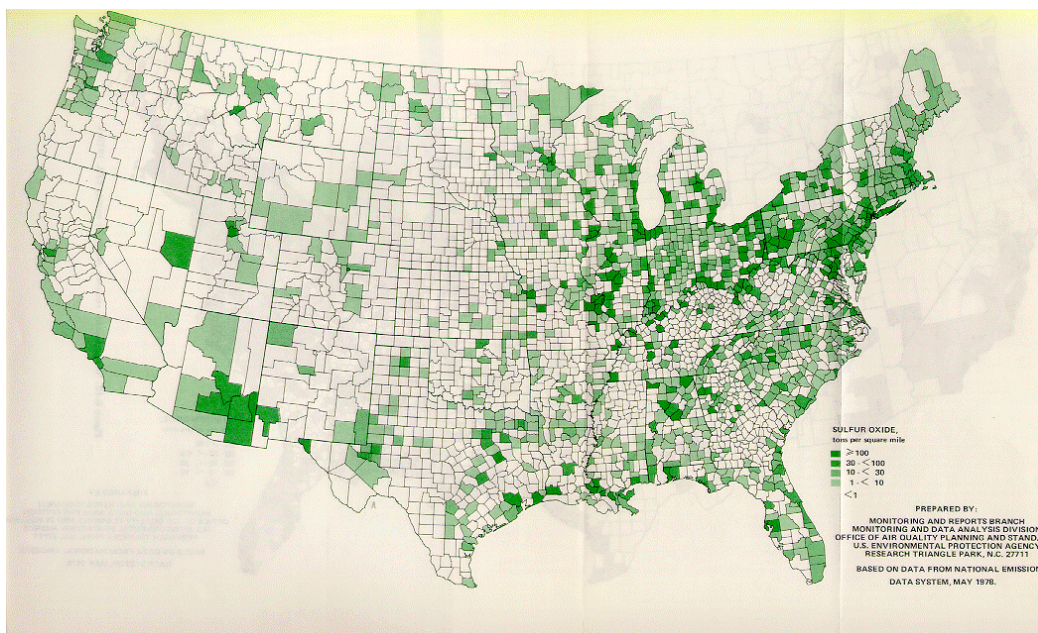 SULFUR OXIDE,
tons per square mile
≥100
30 - <100
10 - < 30
1 - < 10
<1
PREPARED BY:
MONITORING AND REPORTS BRANCH
MONITORING AND DATA ANALYSIS DIVISION
OFFICE OF AIR QUALITY PLANNING AND STAND
U.S. ENVIRONMENTAL PROTECTION AGENCY
RESEARCH TRIANGLE PARK, N.C. 27711
BASED ON DATA FROM NATIONAL EMISSION
DATA SYSTEM, MAY 1978.